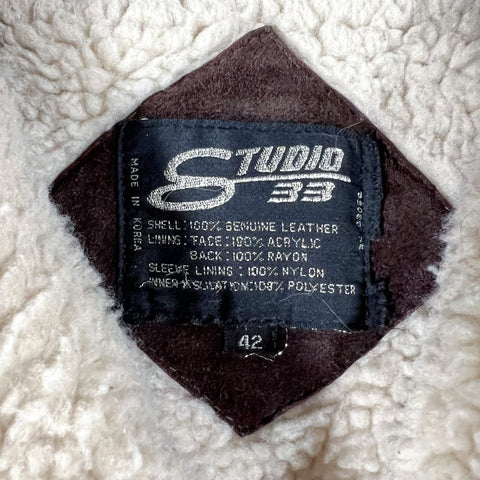 STUDIO
33
MADE IN KOREA
SHELL: 100% GENUINE LEATHER
LINING: FACE: 100% ACRYLIC
BACK: 100% RAYON
SLEEVE LINING: 100% NYLON
INNER INSULATION: 100% POLYESTER
42